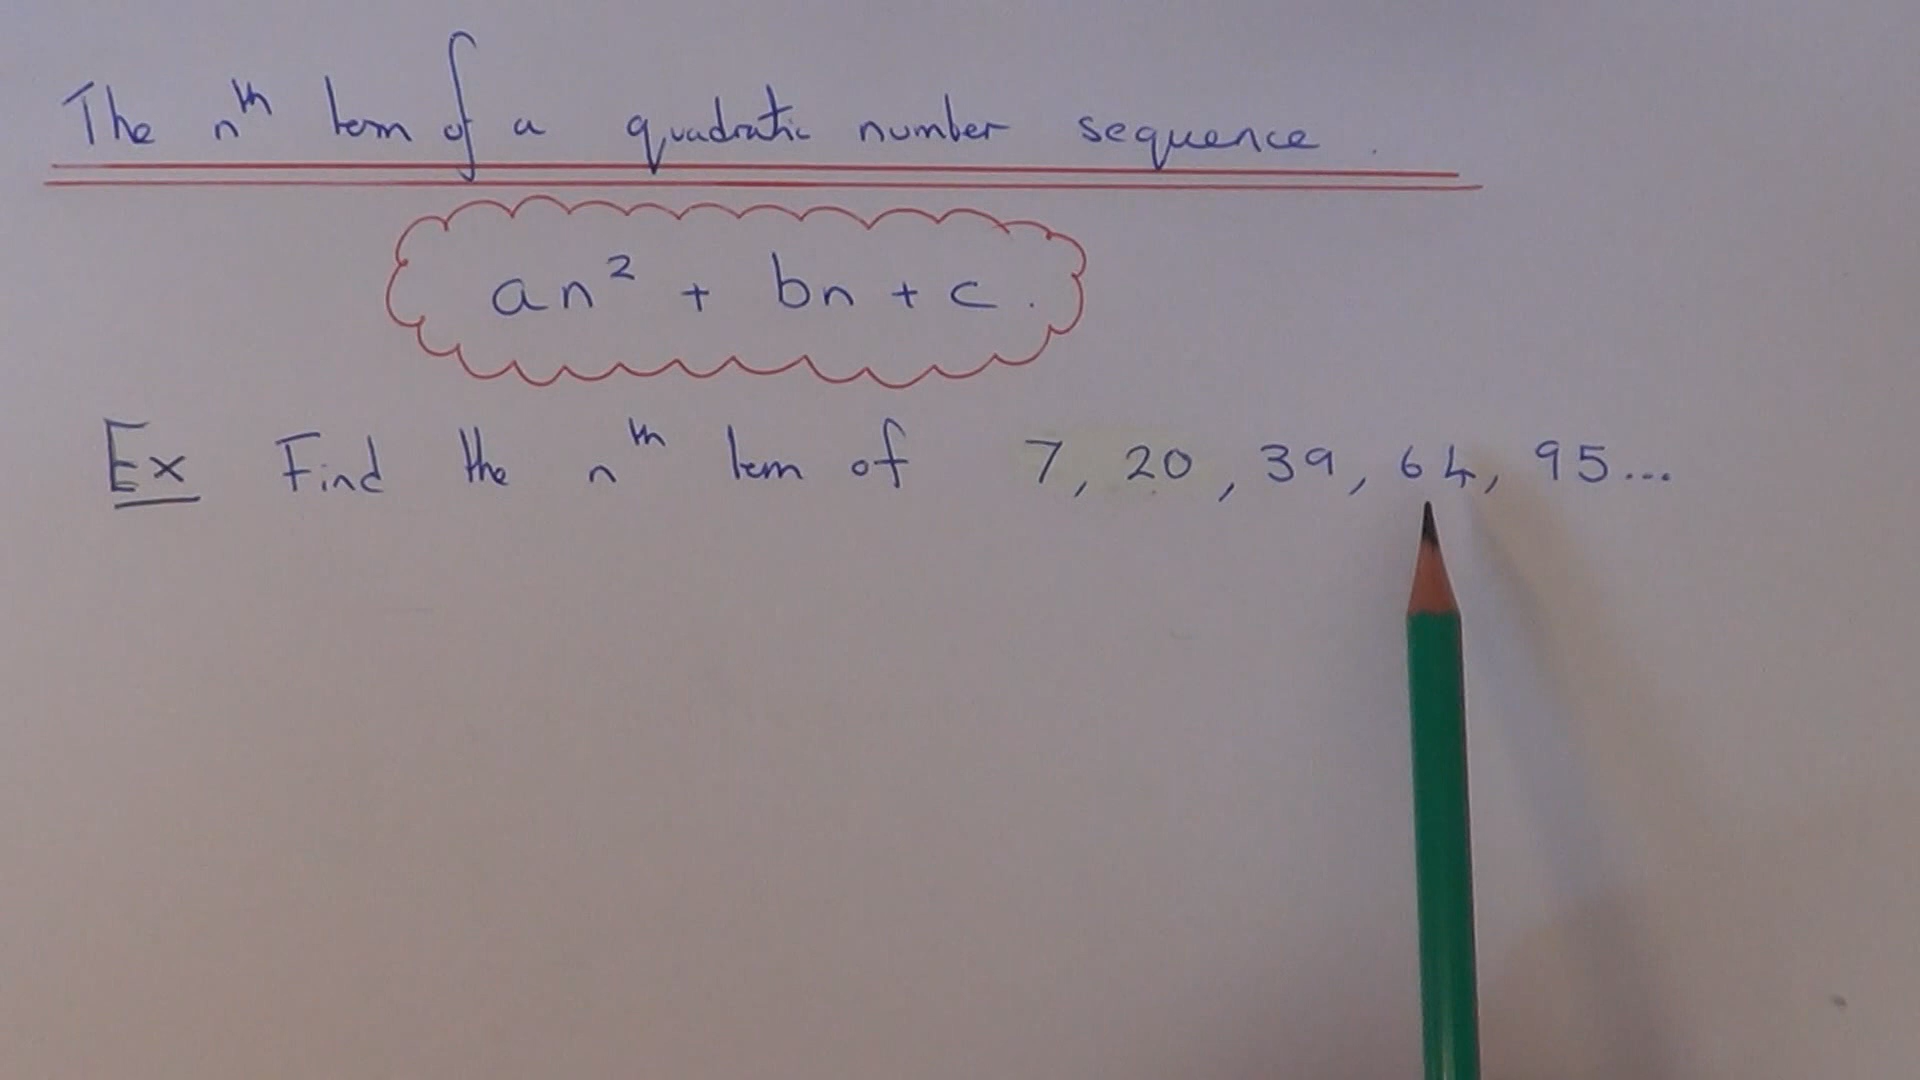 The nth term of a quadratic number sequence.
an² + bn + c.
Ex Find the nth term of 7, 20, 39, 64, 95...